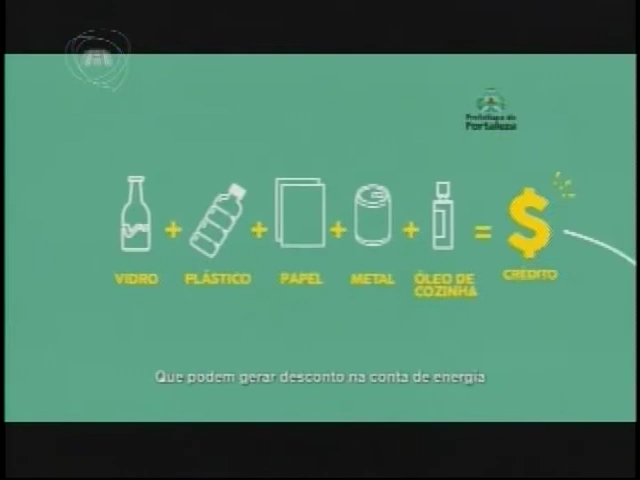 Prefeitura de
Fortaleza
VIDRO + PLÁSTICO + PAPEL + METAL + ÓLEO DE COZINHA = $ CRÉDITO
Que podem gerar desconto na conta de energia